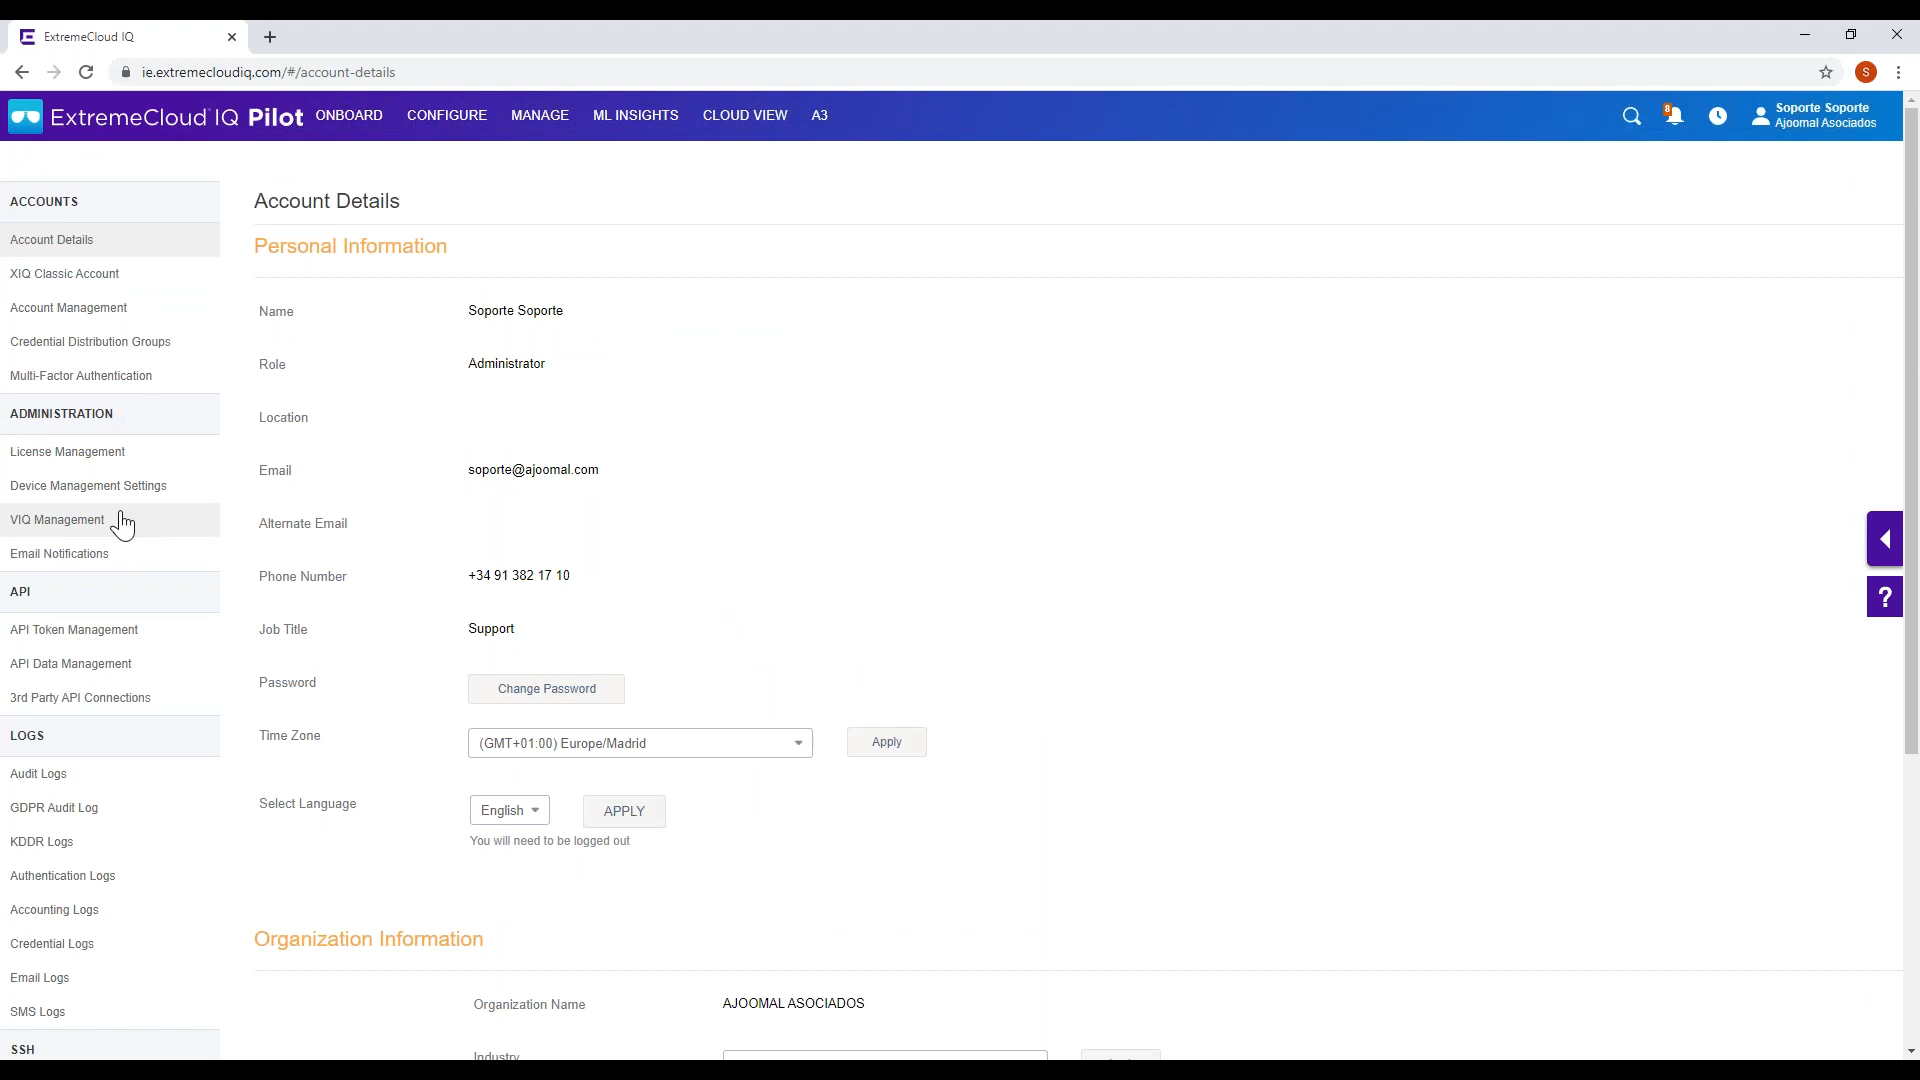 ExtremeCloud IQ
ie.extremecloudiq.com/#/account-details
S
ExtremeCloud IQ Pilot
ONBOARD CONFIGURE MANAGE ML INSIGHTS CLOUD VIEW A3
8
Soporte Soporte
Ajoomal Asociados
ACCOUNTS
Account Details
XIQ Classic Account
Account Management
Credential Distribution Groups
Multi-Factor Authentication
ADMINISTRATION
License Management
Device Management Settings
VIQ Management
Email Notifications
API
API Token Management
API Data Management
3rd Party API Connections
LOGS
Audit Logs
GDPR Audit Log
KDDR Logs
Authentication Logs
Accounting Logs
Credential Logs
Email Logs
SMS Logs
SSH
Account Details
Personal Information
Name Soporte Soporte
Role Administrator
Location
Email soporte@ajoomal.com
Alternate Email
Phone Number +34 91 382 17 10
Job Title Support
Password Change Password
Time Zone (GMT+01:00) Europe/Madrid Apply
Select Language English APPLY
You will need to be logged out
Organization Information
Organization Name AJOOMAL ASOCIADOS
Industry
?